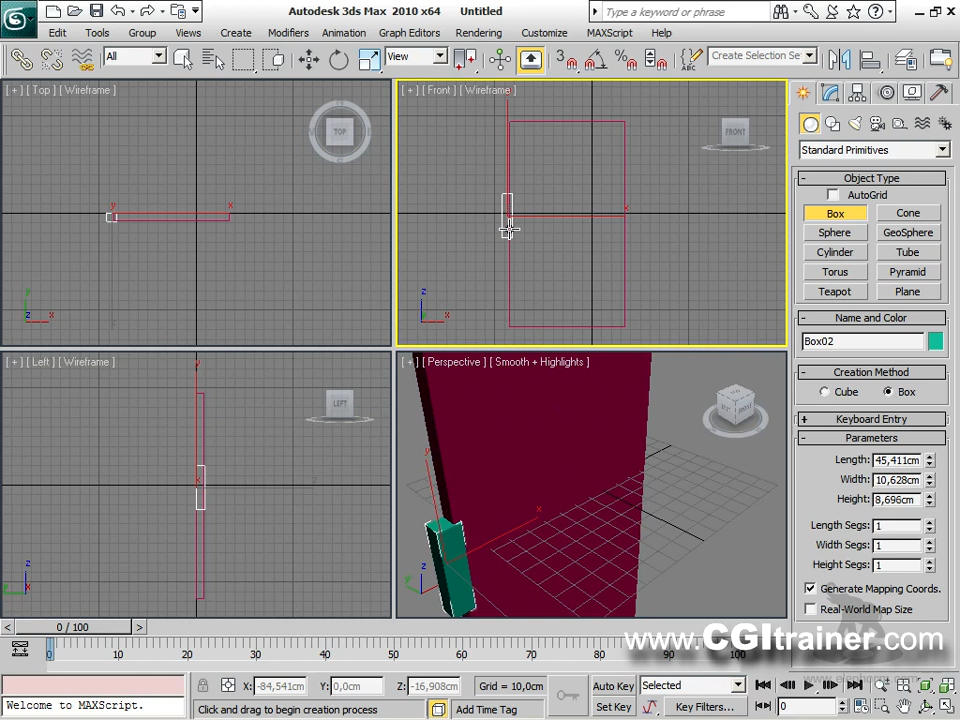 Autodesk 3ds Max 2010 x64 Untitled
Type a keyword or phrase
Edit Tools Group Views Create Modifiers Animation Graph Editors Rendering Customize MAXScript Help
All
View
3
Create Selection Se
[ + ] [ Top ] [ Wireframe ]
[ + ] [ Front ] [ Wireframe ]
TOP
FRONT
y
x
x
z
y
z
x
z
x
Standard Primitives
Object Type
AutoGrid
Box
Cone
Sphere
GeoSphere
Cylinder
Tube
Torus
Pyramid
Teapot
Plane
Name and Color
Box02
Creation Method
Cube
Box
Keyboard Entry
Parameters
Length: 45,411cm
Width: 10,628cm
Height: 8,696cm
Length Segs: 1
Width Segs: 1
Height Segs: 1
Generate Mapping Coords.
Real-World Map Size
[ + ] [ Left ] [ Wireframe ]
[ + ] [ Perspective ] [ Smooth + Highlights ]
LEFT
y
x
z
y
x
z
0 / 100
0 10 20 30 40 50 60 70 80 90 100
www.CGItrainer.com
Welcome to MAXScript.
X: -84,541cm
Y: 0,0cm
Z: -16,908cm
Grid = 10,0cm
Click and drag to begin creation process
Add Time Tag
Auto Key
Selected
Set Key
Key Filters...
0